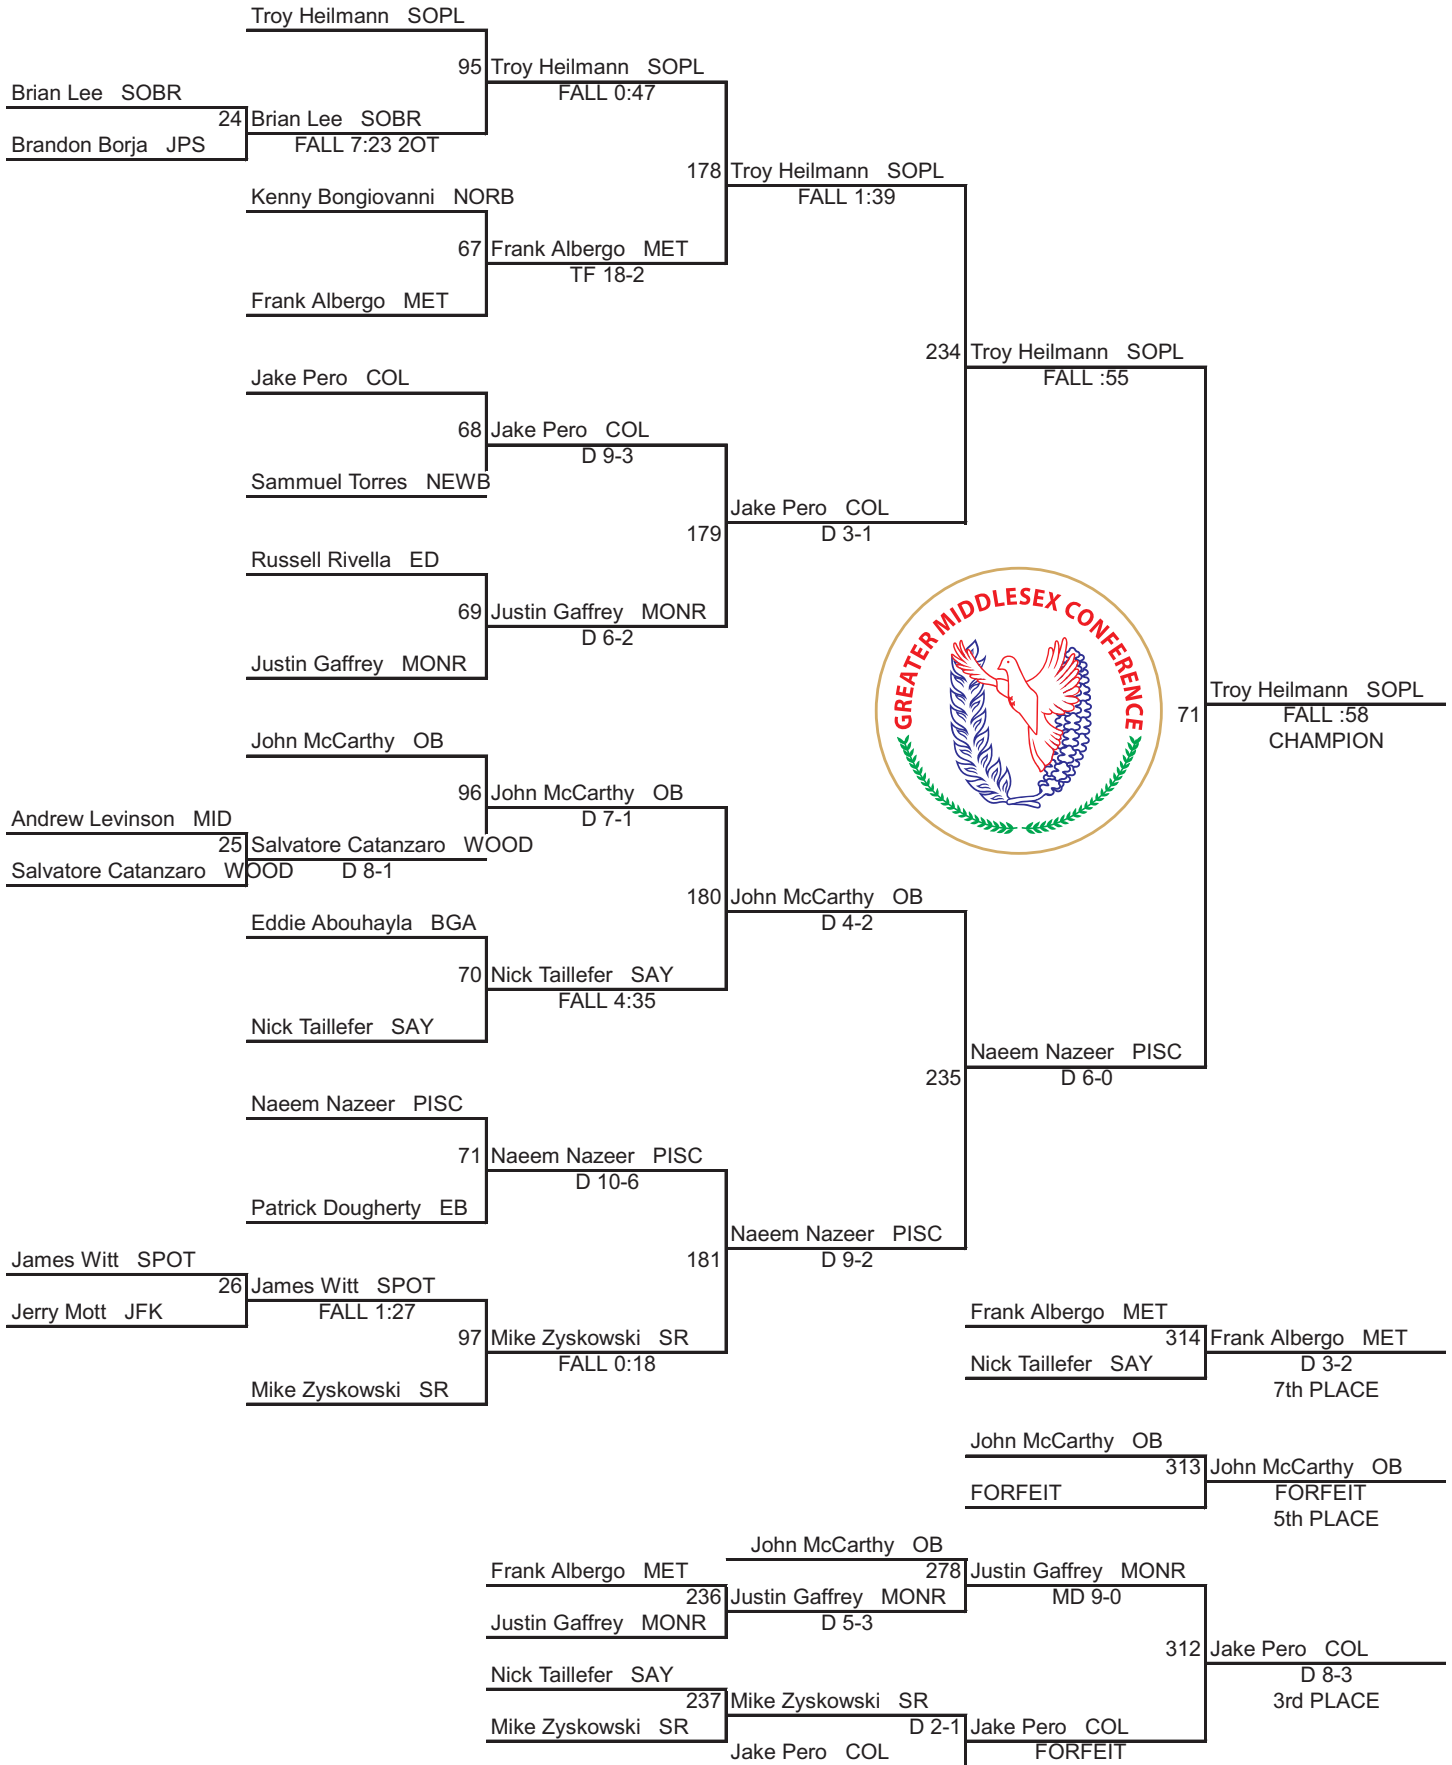 Troy Heilmann SOPL
95 Troy Heilmann SOPL
FALL 0:47
Brian Lee SOBR
24 Brian Lee SOBR
Brandon Borja JPS
FALL 7:23 2OT
178 Troy Heilmann SOPL
FALL 1:39
Kenny Bongiovanni NORB
67 Frank Albergo MET
TF 18-2
Frank Albergo MET
234 Troy Heilmann SOPL
FALL :55
Jake Pero COL
68 Jake Pero COL
D 9-3
Sammuel Torres NEWB
Jake Pero COL
179
D 3-1
Russell Rivella ED
69 Justin Gaffrey MONR
D 6-2
Justin Gaffrey MONR
GREATER MIDDLESEX CONFERENCE
Troy Heilmann SOPL
71
FALL :58
CHAMPION
John McCarthy OB
96 John McCarthy OB
D 7-1
Andrew Levinson MID
25 Salvatore Catanzaro WOOD
Salvatore Catanzaro WOOD
D 8-1
180 John McCarthy OB
D 4-2
Eddie Abouhayla BGA
70 Nick Taillefer SAY
FALL 4:35
Nick Taillefer SAY
Naeem Nazeer PISC
235
D 6-0
Naeem Nazeer PISC
71 Naeem Nazeer PISC
D 10-6
Patrick Dougherty EB
Naeem Nazeer PISC
181
D 9-2
James Witt SPOT
26 James Witt SPOT
Jerry Mott JFK
FALL 1:27
97 Mike Zyskowski SR
FALL 0:18
Mike Zyskowski SR
Frank Albergo MET
314 Frank Albergo MET
Nick Taillefer SAY
D 3-2
7th PLACE
John McCarthy OB
313 John McCarthy OB
FORFEIT
FORFEIT
5th PLACE
John McCarthy OB
278 Justin Gaffrey MONR
MD 9-0
Frank Albergo MET
236 Justin Gaffrey MONR
Justin Gaffrey MONR
D 5-3
312 Jake Pero COL
D 8-3
3rd PLACE
Nick Taillefer SAY
237 Mike Zyskowski SR
Mike Zyskowski SR
D 2-1
Jake Pero COL
Jake Pero COL
FORFEIT